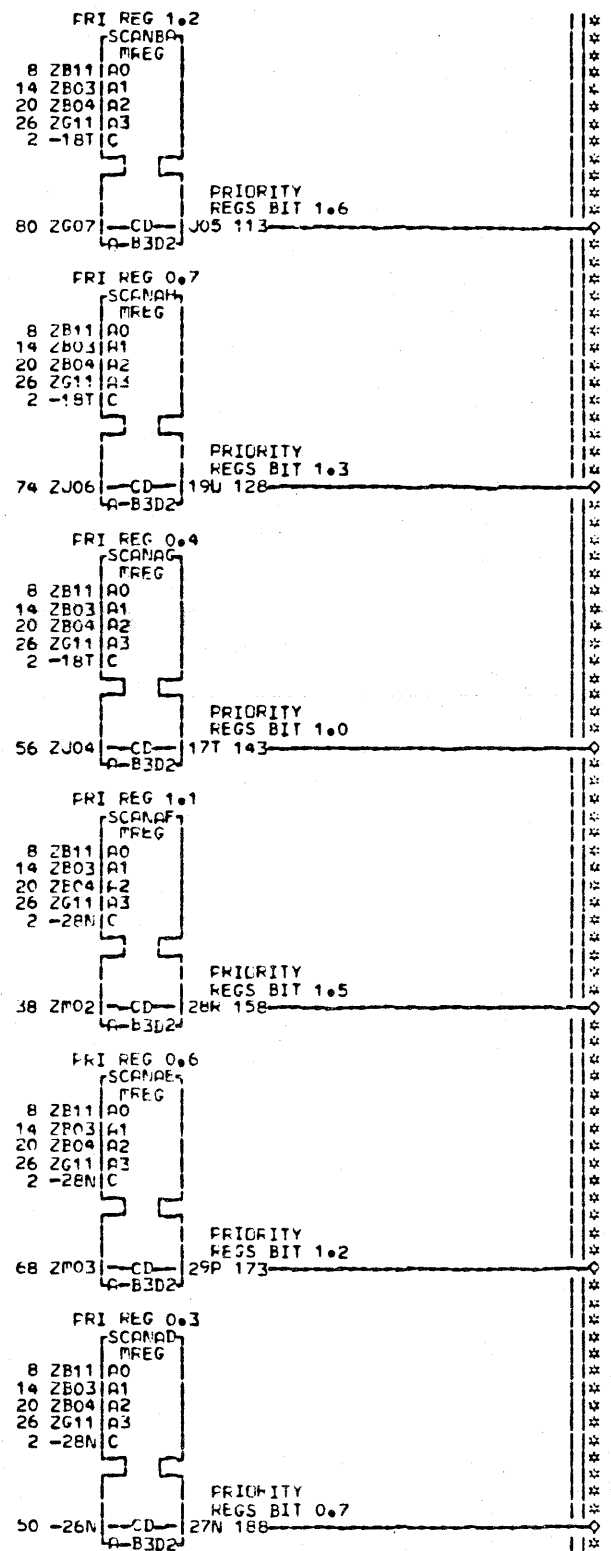 PRI REG 1.2
SCANBA
MREG
8 ZB11 A0
14 ZB03 A1
20 ZB04 A2
26 ZG11 A3
2 -18T C
PRIORITY
REGS BIT 1.6
80 ZG07 CD J05 113
A-B3D2
PRI REG 0.7
SCANAH
MREG
8 ZB11 A0
14 ZB03 A1
20 ZB04 A2
26 ZG11 A3
2 -18T C
PRIORITY
REGS BIT 1.3
74 ZJ06 CD 19U 128
A-B3D2
PRI REG 0.4
SCANAG
MREG
8 ZB11 A0
14 ZB03 A1
20 ZB04 A2
26 ZG11 A3
2 -18T C
PRIORITY
REGS BIT 1.0
56 ZJ04 CD 17T 143
A-B3D2
PRI REG 1.1
SCANAF
MREG
8 ZB11 A0
14 ZB03 A1
20 ZB04 A2
26 ZG11 A3
2 -28N C
PRIORITY
REGS BIT 1.5
38 ZM02 CD 28R 158
A-B3D2
PRI REG 0.6
SCANAE
MREG
8 ZB11 A0
14 ZB03 A1
20 ZB04 A2
26 ZG11 A3
2 -28N C
PRIORITY
REGS BIT 1.2
68 ZM03 CD 29P 173
A-B3D2
PRI REG 0.3
SCANAD
MREG
8 ZB11 A0
14 ZB03 A1
20 ZB04 A2
26 ZG11 A3
2 -28N C
PRIORITY
REGS BIT 0.7
50 -26N CD 27N 188
A-B3D2